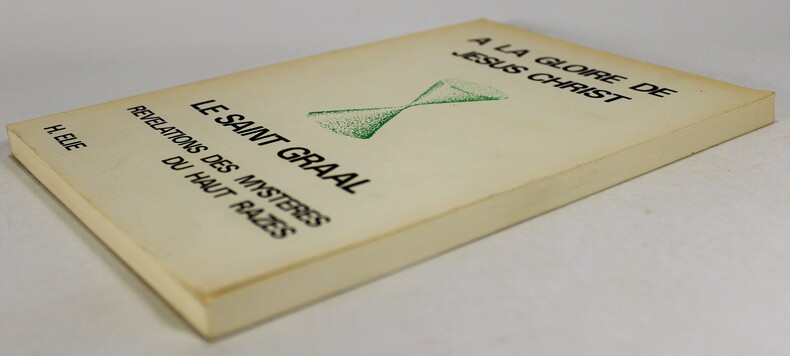 A LA GLOIRE DE
JESUS CHRIST
LE SAINT GRAAL
REVELATIONS DES MYSTERES
DU HAUT RAZES
H. ELIE